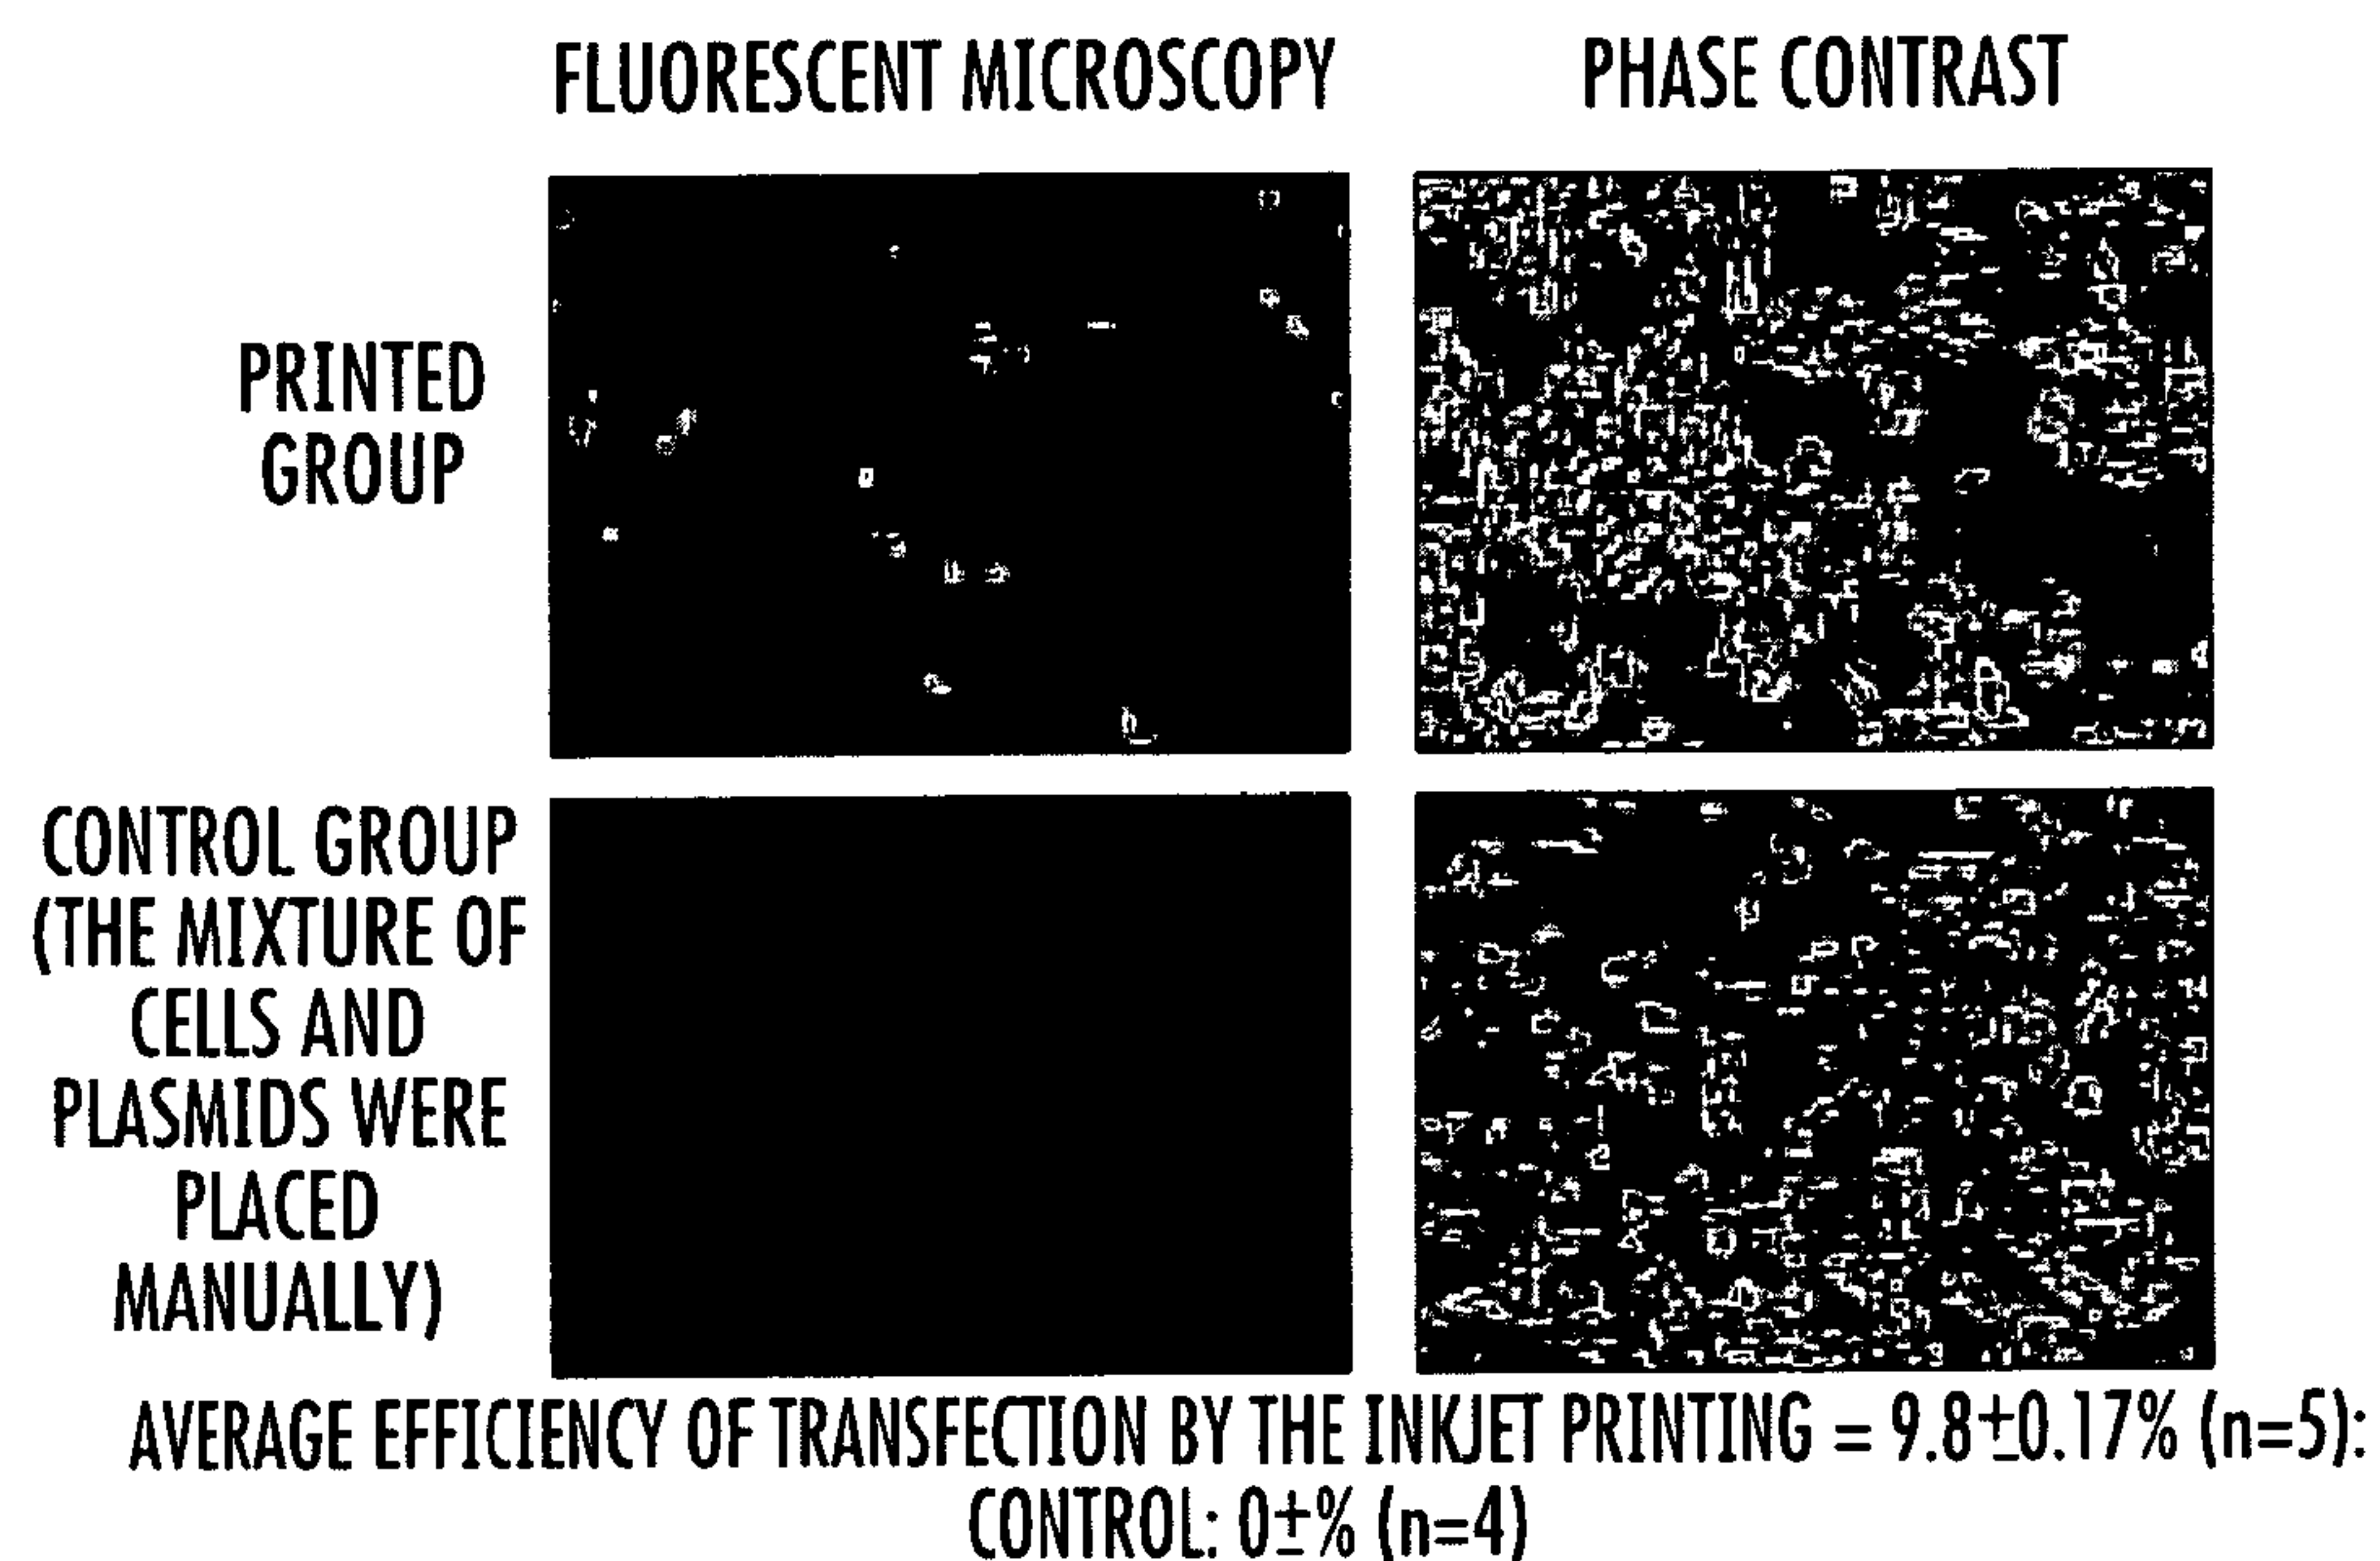 FLUORESCENT MICROSCOPY
PHASE CONTRAST
PRINTED
GROUP
CONTROL GROUP
(THE MIXTURE OF
CELLS AND
PLASMIDS WERE
PLACED
MANUALLY)
AVERAGE EFFICIENCY OF TRANSFECTION BY THE INKJET PRINTING = 9.8±0.17% (n=5):
CONTROL: 0±% (n=4)